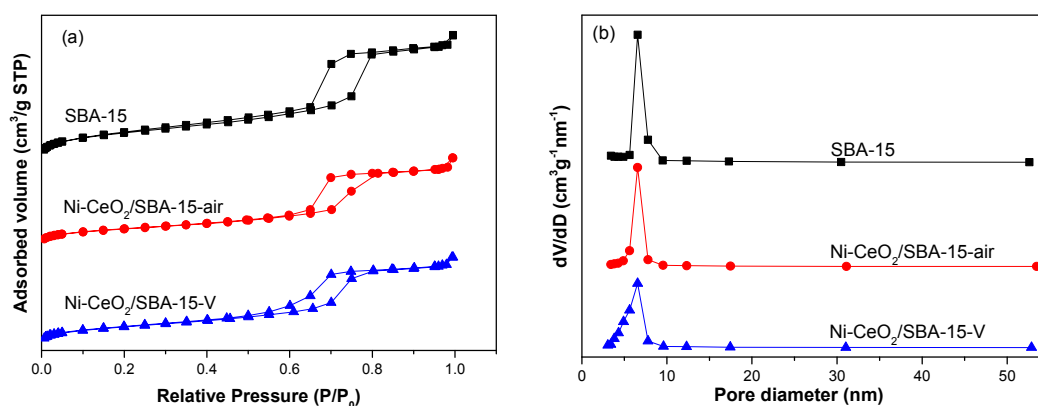 (a)
Adsorbed volume (cm³/g STP)
SBA-15
Ni-CeO₂/SBA-15-air
Ni-CeO₂/SBA-15-V
0.0 0.2 0.4 0.6 0.8 1.0
Relative Pressure (P/P₀)
(b)
dV/dD (cm³g⁻¹nm⁻¹)
SBA-15
Ni-CeO₂/SBA-15-air
Ni-CeO₂/SBA-15-V
0 10 20 30 40 50
Pore diameter (nm)